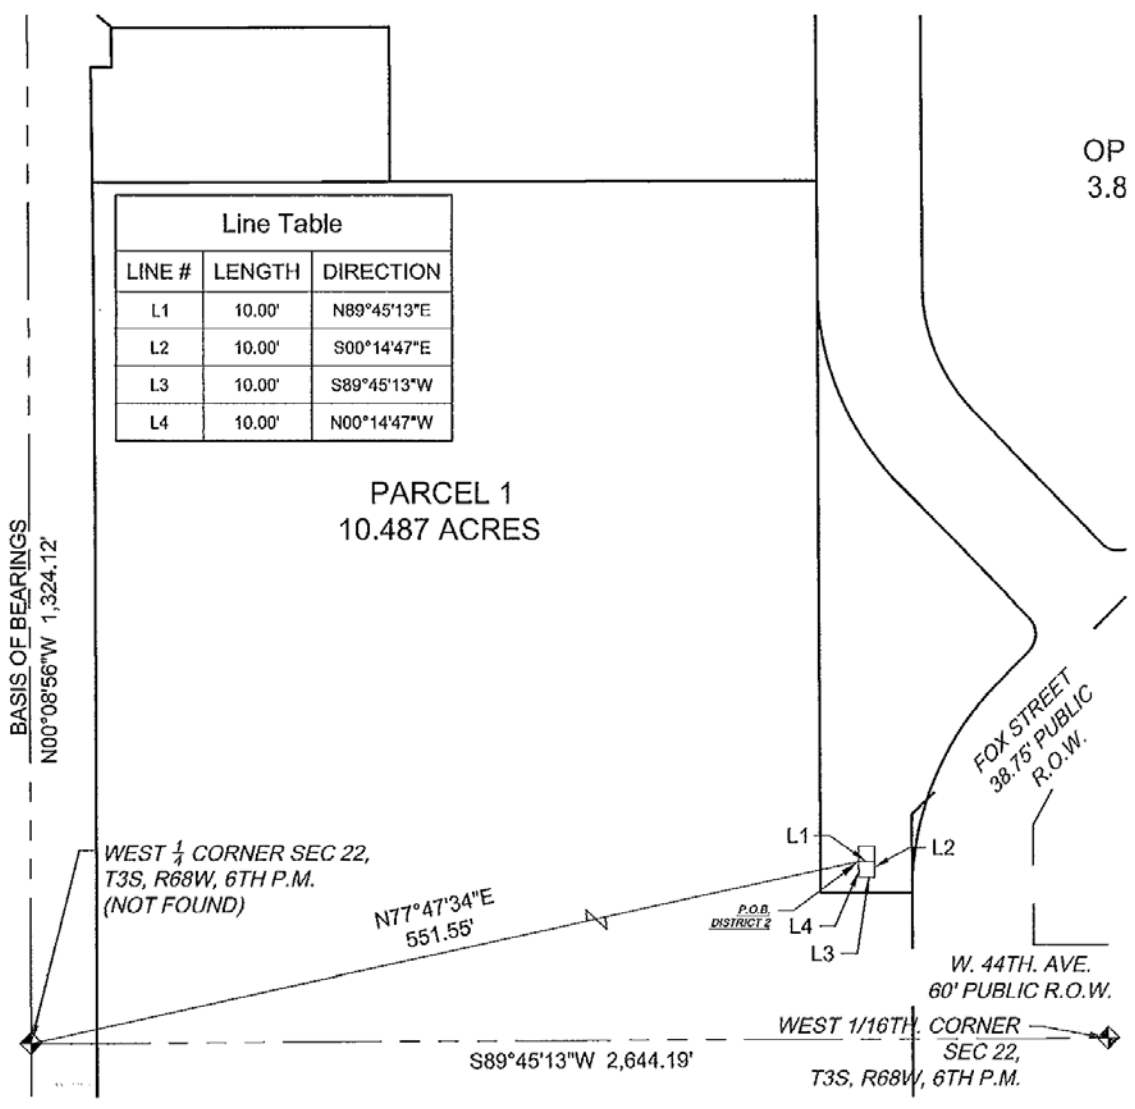 OP
3.8
Line Table
LINE # LENGTH DIRECTION
L1 10.00' N89°45'13"E
L2 10.00' S00°14'47"E
L3 10.00' S89°45'13"W
L4 10.00' N00°14'47"W
PARCEL 1
10.487 ACRES
BASIS OF BEARINGS
N00°08'56"W 1,324.12'
FOX STREET
38.75' PUBLIC
R.O.W.
WEST 1/4 CORNER SEC 22,
T3S, R68W, 6TH P.M.
(NOT FOUND)
N77°47'34"E
551.55'
L1
L2
P.O.B.
DISTRICT 2
L4
L3
W. 44TH. AVE.
60' PUBLIC R.O.W.
WEST 1/16TH. CORNER
SEC 22,
T3S, R68W, 6TH P.M.
S89°45'13"W 2,644.19'